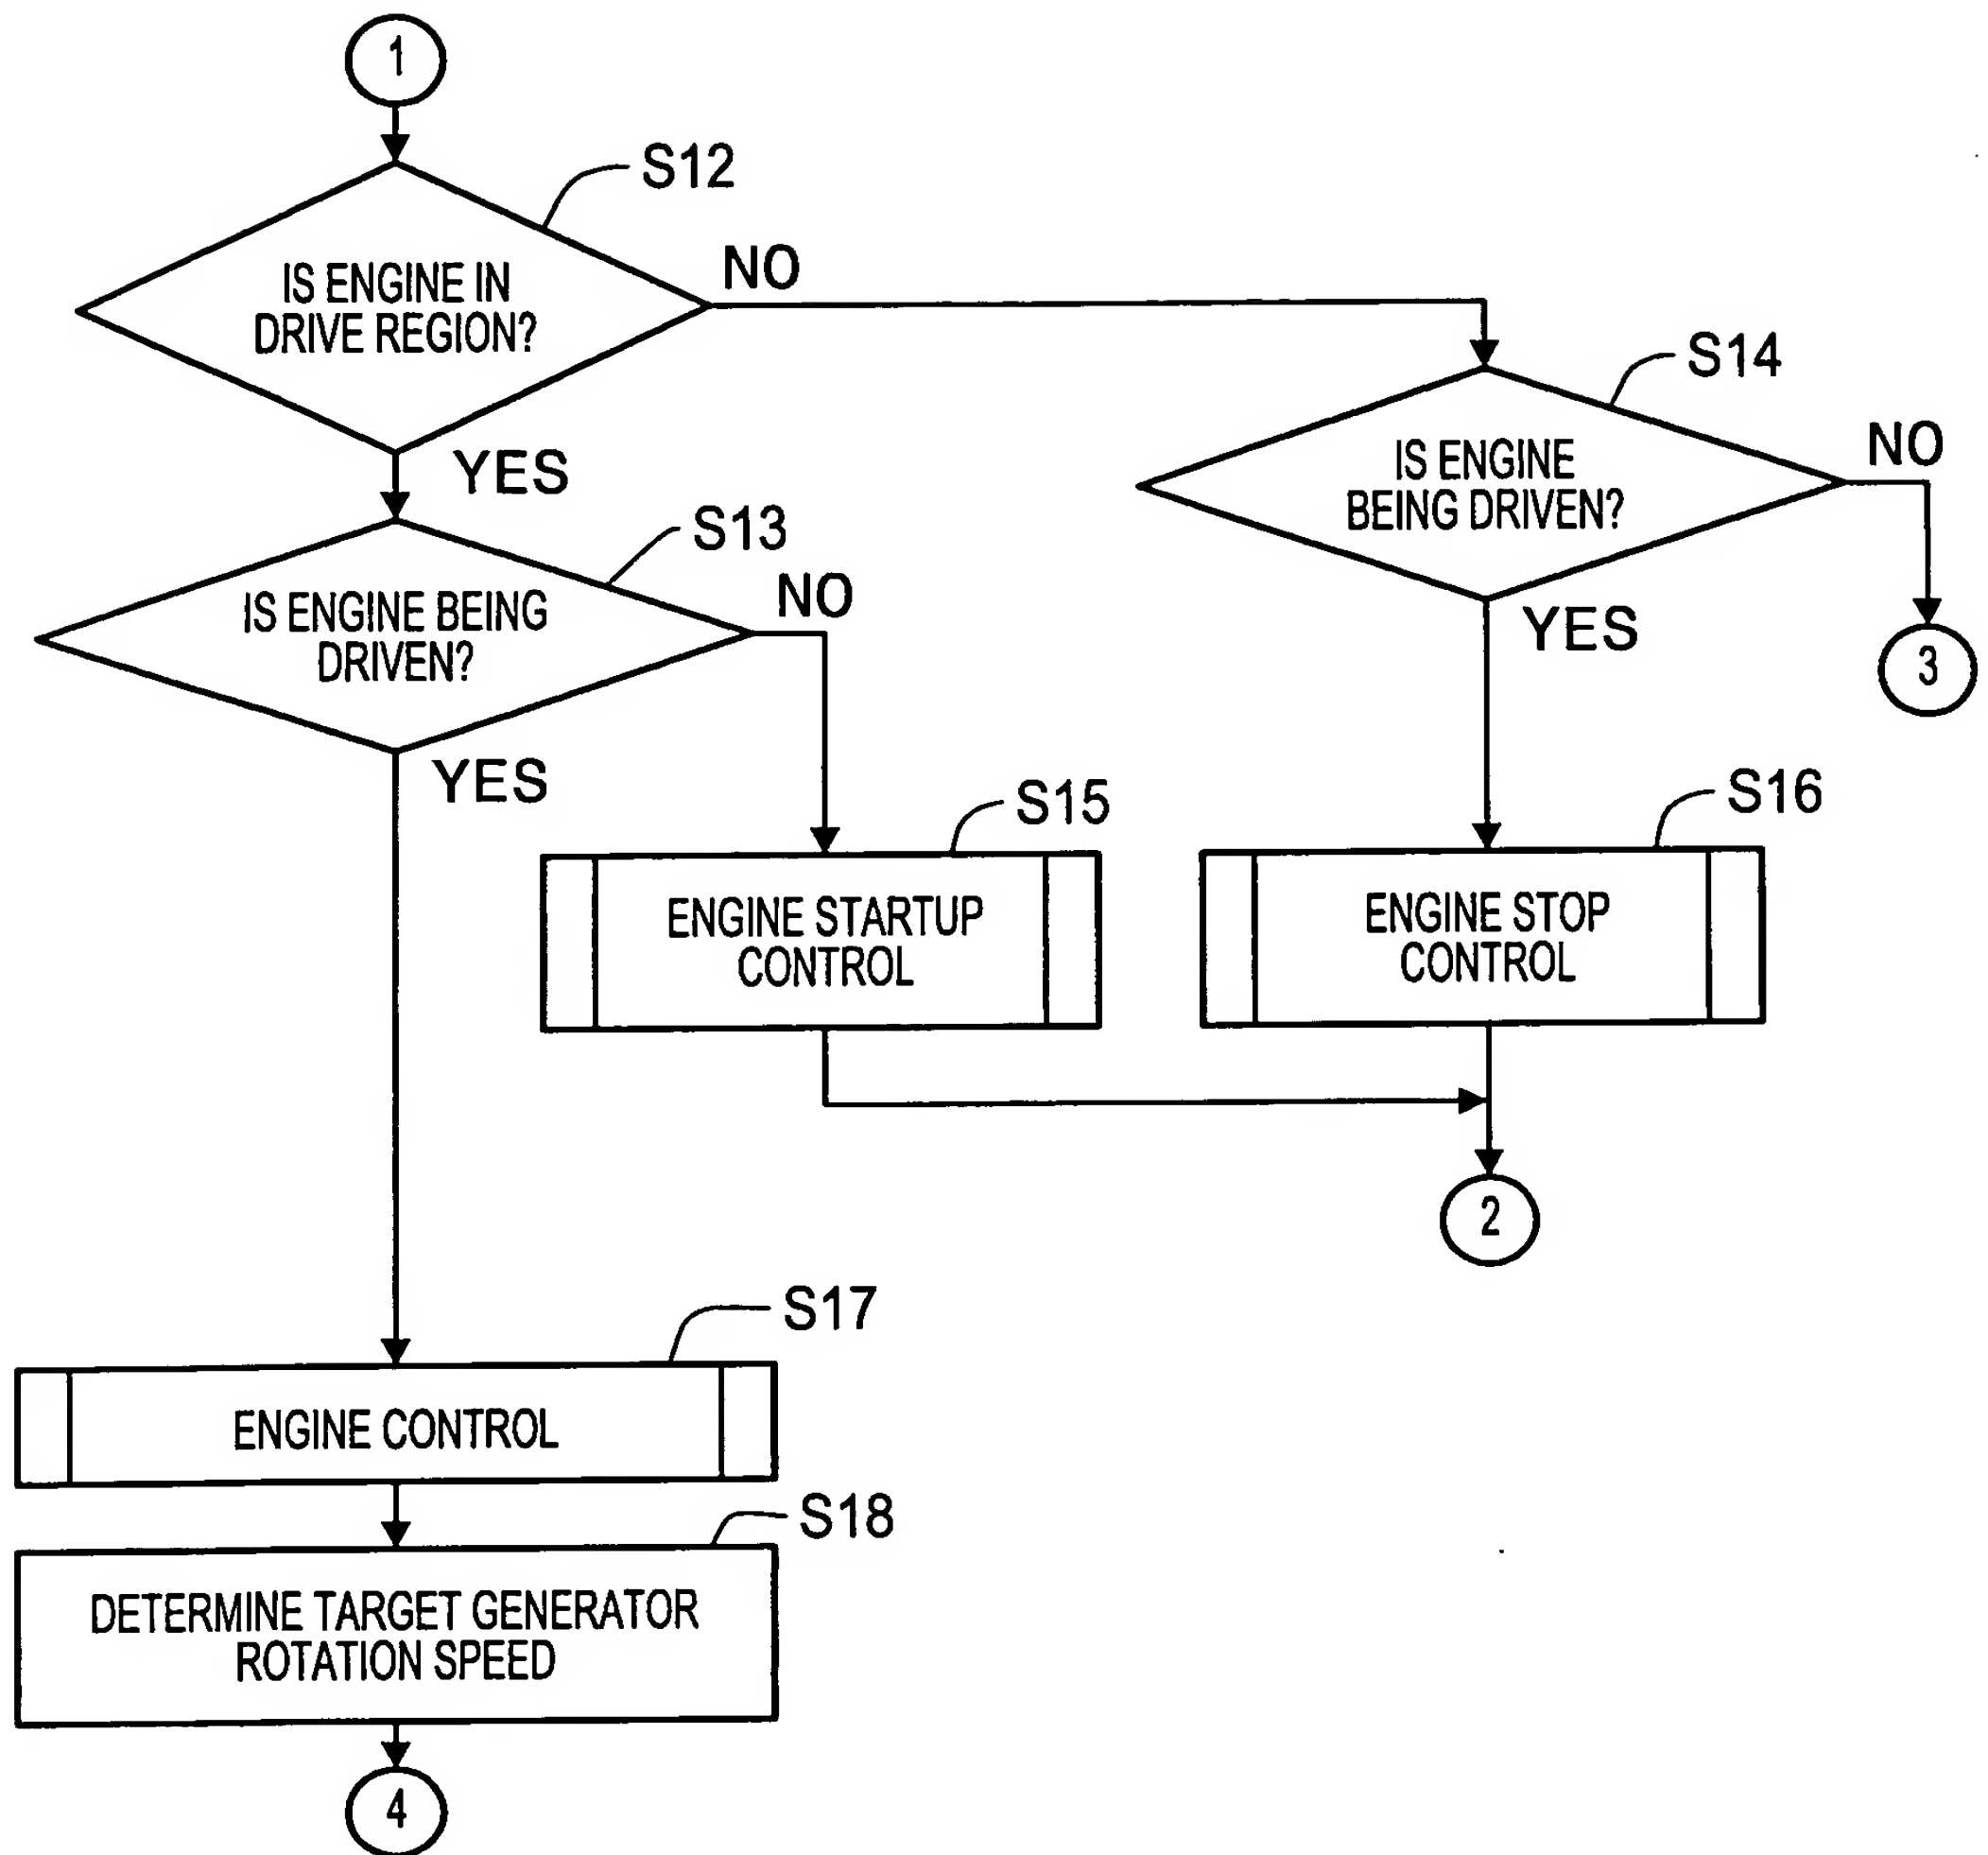 1
S12
IS ENGINE IN
DRIVE REGION?
NO
YES
S14
IS ENGINE
BEING DRIVEN?
NO
YES
3
S13
IS ENGINE BEING
DRIVEN?
NO
YES
S15
ENGINE STARTUP
CONTROL
S16
ENGINE STOP
CONTROL
2
S17
ENGINE CONTROL
S18
DETERMINE TARGET GENERATOR
ROTATION SPEED
4